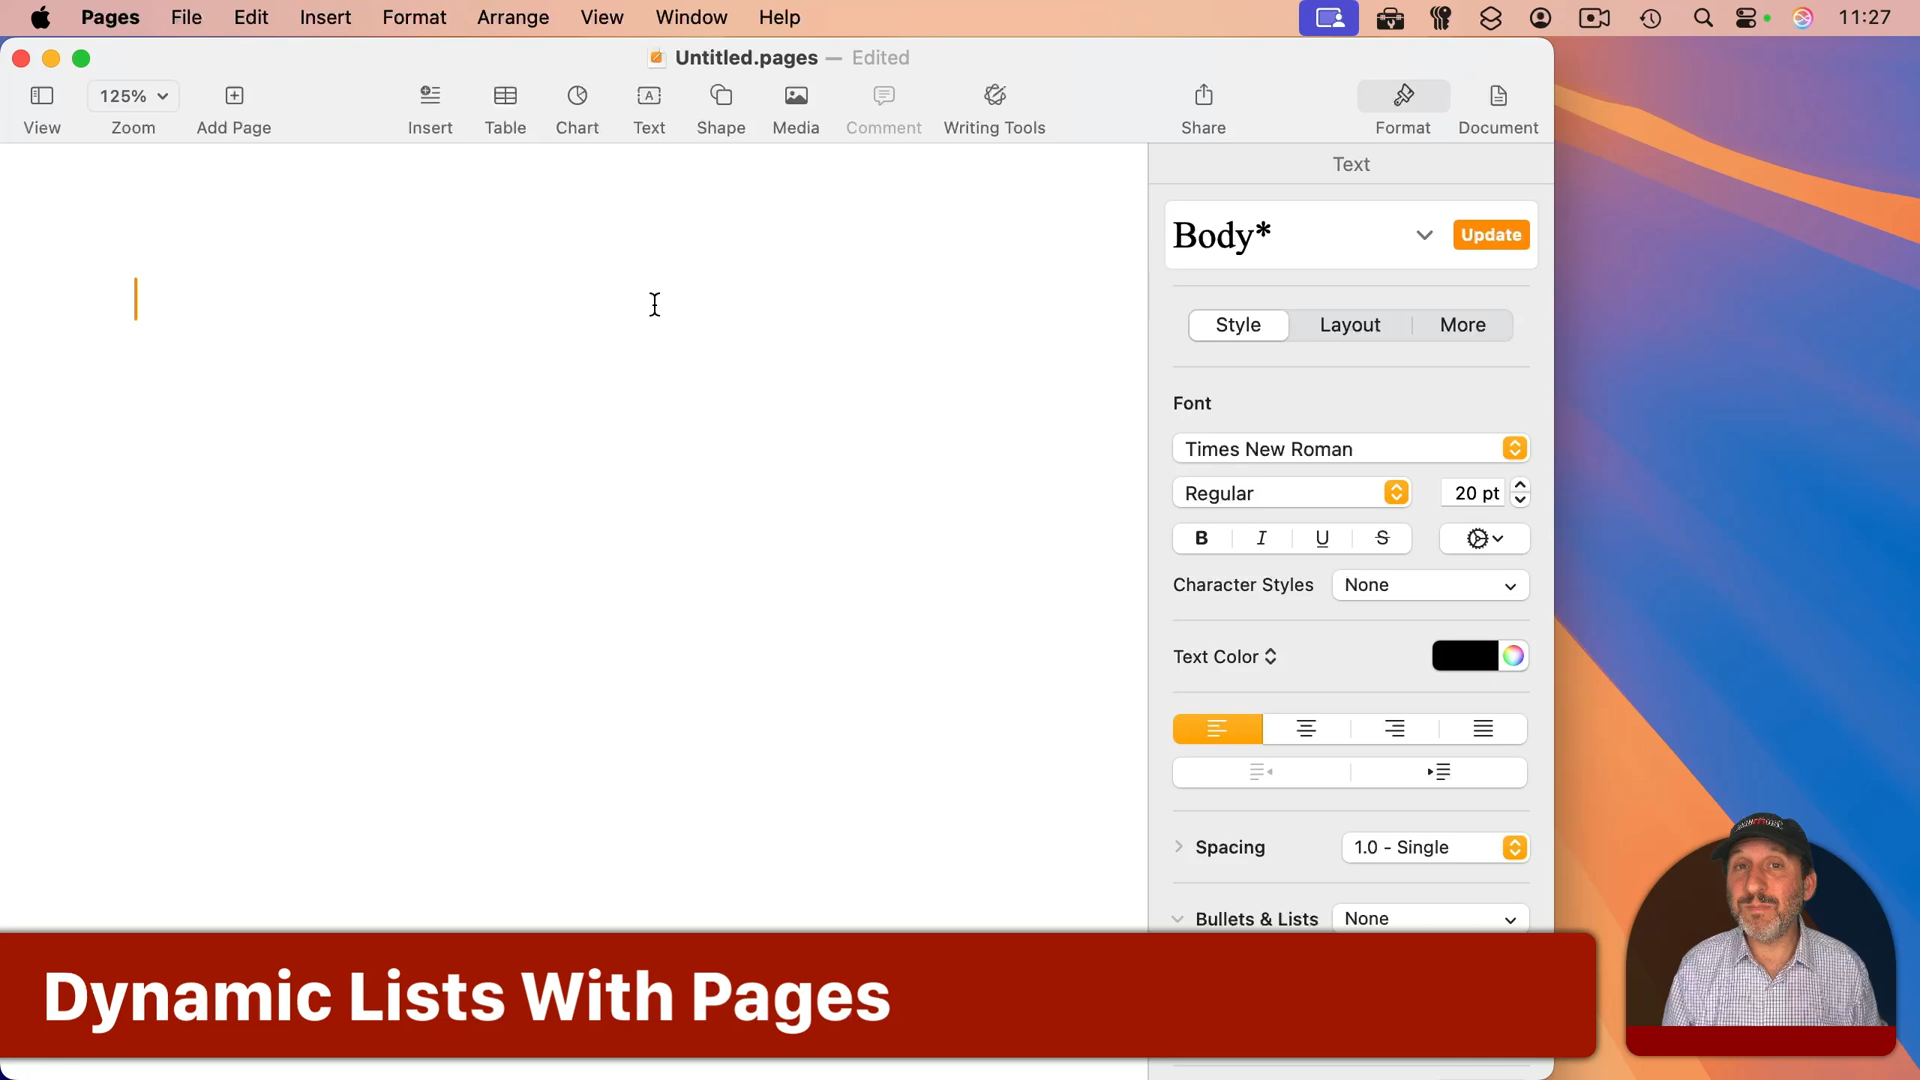 Pages File Edit Insert Format Arrange View Window Help 11:27
Untitled.pages — Edited
125%
View Zoom Add Page Insert Table Chart Text Shape Media Comment Writing Tools Share Format Document
Text
Body* Update
Style Layout More
Font
Times New Roman
Regular 20 pt
B I U S
Character Styles None
Text Color
Spacing 1.0 - Single
Bullets & Lists None
Dynamic Lists With Pages